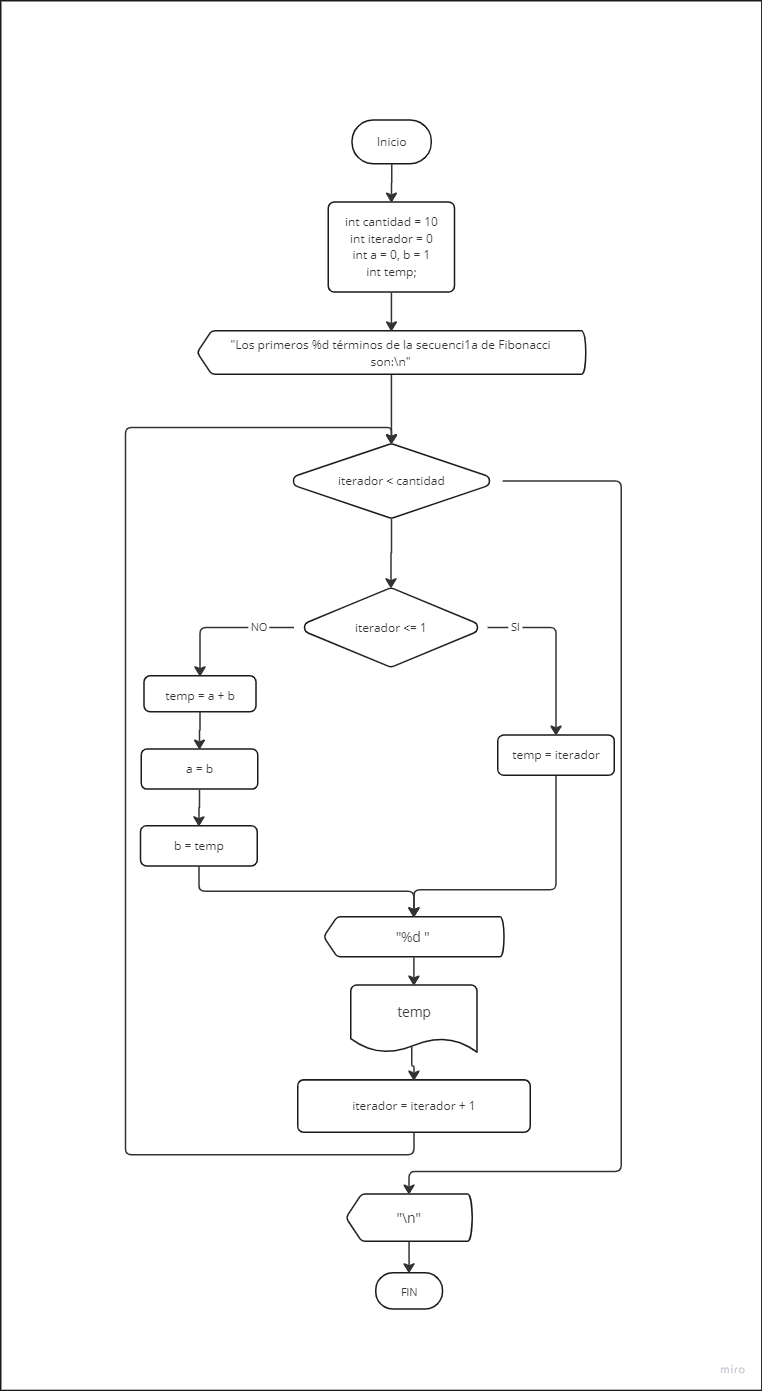 Inicio
int cantidad = 10
int iterador = 0
int a = 0, b = 1
int temp;
"Los primeros %d términos de la secuenci1a de Fibonacci
son:\n"
iterador < cantidad
iterador <= 1
NO
SI
temp = a + b
temp = iterador
a = b
b = temp
"%d "
temp
iterador = iterador + 1
"\n"
FIN
miro